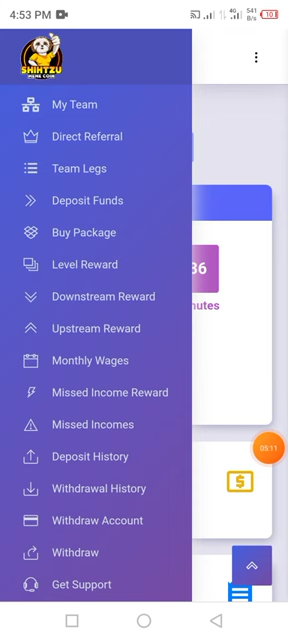 4:53 PM
4G
541
B/s
10
SHIHTZU
MEME COIN
My Team
Direct Referral
Team Legs
Deposit Funds
Buy Package
Level Reward
36
Downstream Reward
nutes
Upstream Reward
Monthly Wages
Missed Income Reward
Missed Incomes
05:11
Deposit History
Withdrawal History
Withdraw Account
Withdraw
Get Support